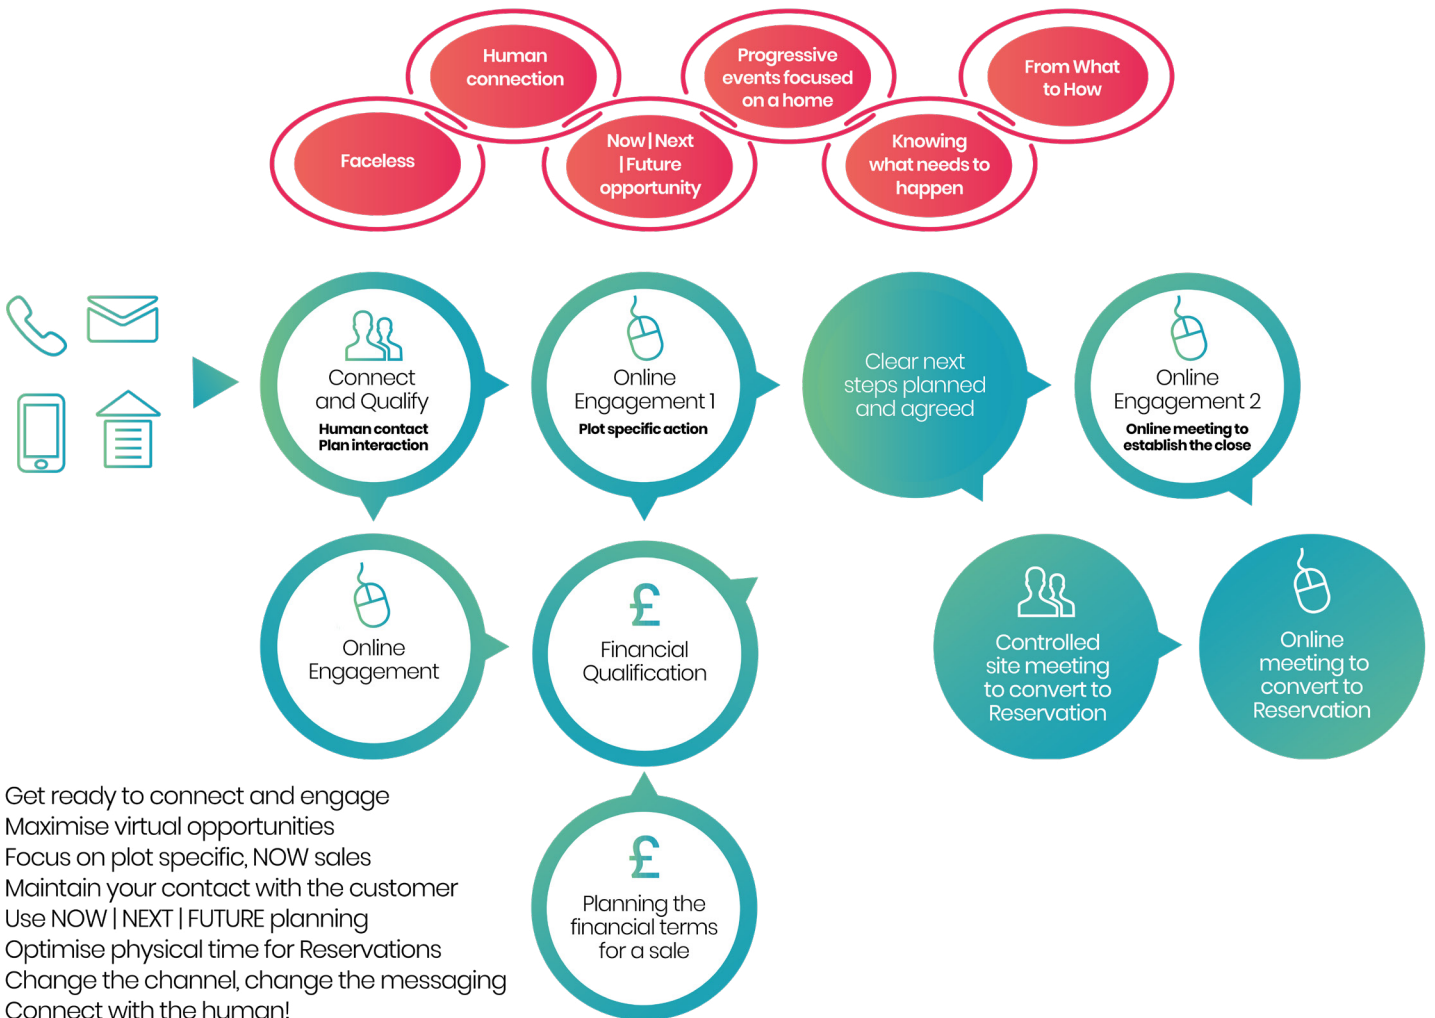 Human
connection
Progressive
events focused
on a home
From What
to How
Faceless
Now | Next
| Future
opportunity
Knowing
what needs to
happen
Connect
and Qualify
Human contact
Plan interaction
Online
Engagement 1
Plot specific action
Clear next
steps planned
and agreed
Online
Engagement 2
Online meeting to
establish the close
Online
Engagement
£
Financial
Qualification
Controlled
site meeting
to convert to
Reservation
Online
meeting to
convert to
Reservation
£
Planning the
financial terms
for a sale
Get ready to connect and engage
Maximise virtual opportunities
Focus on plot specific, NOW sales
Maintain your contact with the customer
Use NOW | NEXT | FUTURE planning
Optimise physical time for Reservations
Change the channel, change the messaging
Connect with the human!